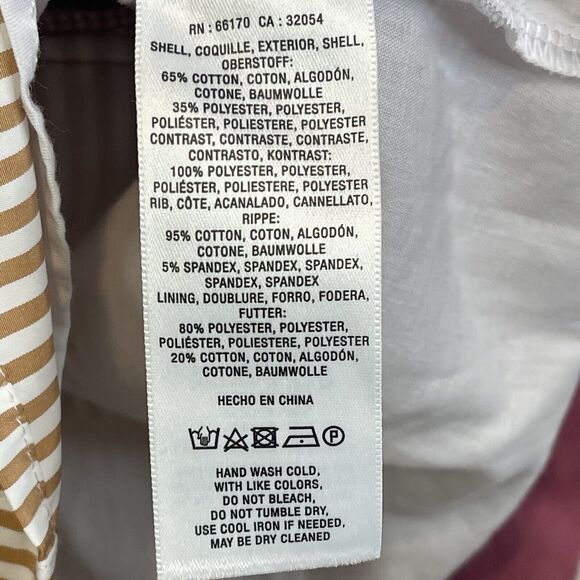 RN : 66170 CA : 32054
SHELL, COQUILLE, EXTERIOR, SHELL,
OBERSTOFF:
65% COTTON, COTON, ALGODÓN,
COTONE, BAUMWOLLE
35% POLYESTER, POLYESTER,
POLIÉSTER, POLIESTERE, POLYESTER
CONTRAST, CONTRASTE, CONTRASTE,
CONTRASTO, KONTRAST:
100% POLYESTER, POLYESTER,
POLIÉSTER, POLIESTERE, POLYESTER
RIB, CÔTE, ACANALADO, CANNELLATO,
RIPPE:
95% COTTON, COTON, ALGODÓN,
COTONE, BAUMWOLLE
5% SPANDEX, SPANDEX, SPANDEX,
SPANDEX, SPANDEX
LINING, DOUBLURE, FORRO, FODERA,
FUTTER:
80% POLYESTER, POLYESTER,
POLIÉSTER, POLIESTERE, POLYESTER
20% COTTON, COTON, ALGODÓN,
COTONE, BAUMWOLLE
HECHO EN CHINA
P
HAND WASH COLD,
WITH LIKE COLORS,
DO NOT BLEACH,
DO NOT TUMBLE DRY,
USE COOL IRON IF NEEDED,
MAY BE DRY CLEANED